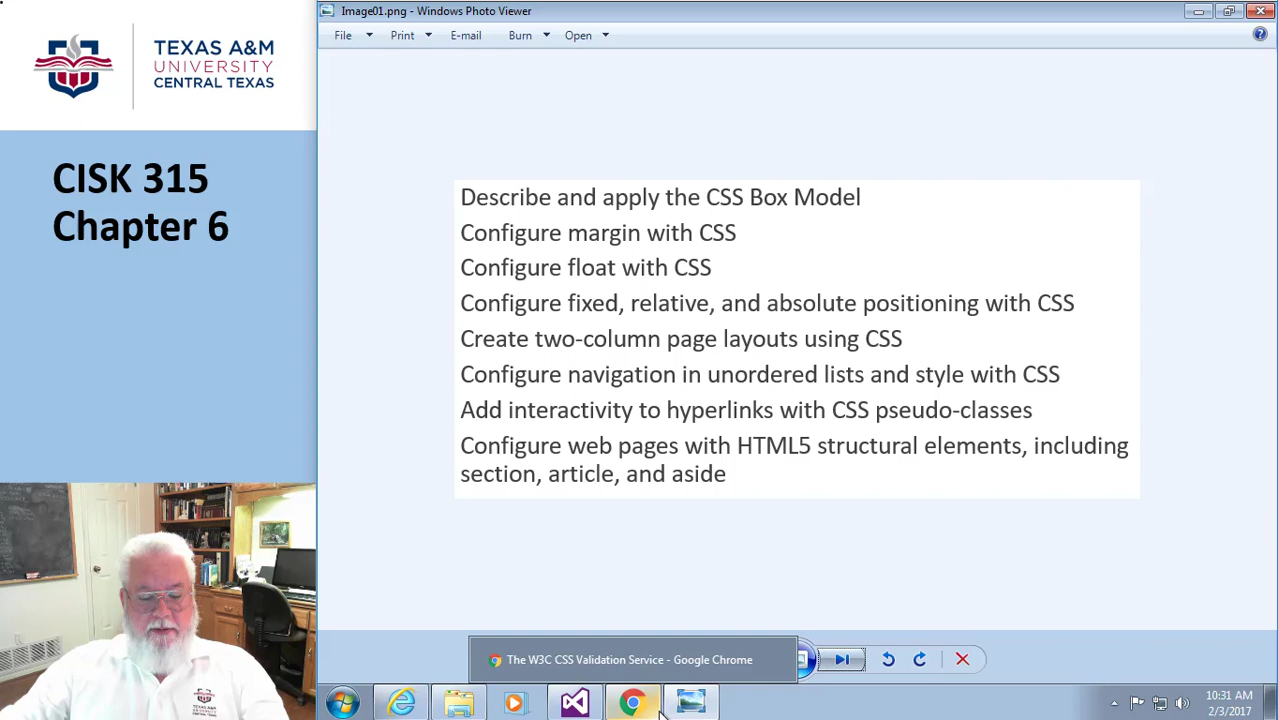 Image01.png - Windows Photo Viewer
File Print E-mail Burn Open
TEXAS A&M
UNIVERSITY
CENTRAL TEXAS
CISK 315
Chapter 6
Describe and apply the CSS Box Model
Configure margin with CSS
Configure float with CSS
Configure fixed, relative, and absolute positioning with CSS
Create two-column page layouts using CSS
Configure navigation in unordered lists and style with CSS
Add interactivity to hyperlinks with CSS pseudo-classes
Configure web pages with HTML5 structural elements, including
section, article, and aside
The W3C CSS Validation Service - Google Chrome
10:31 AM
2/3/2017